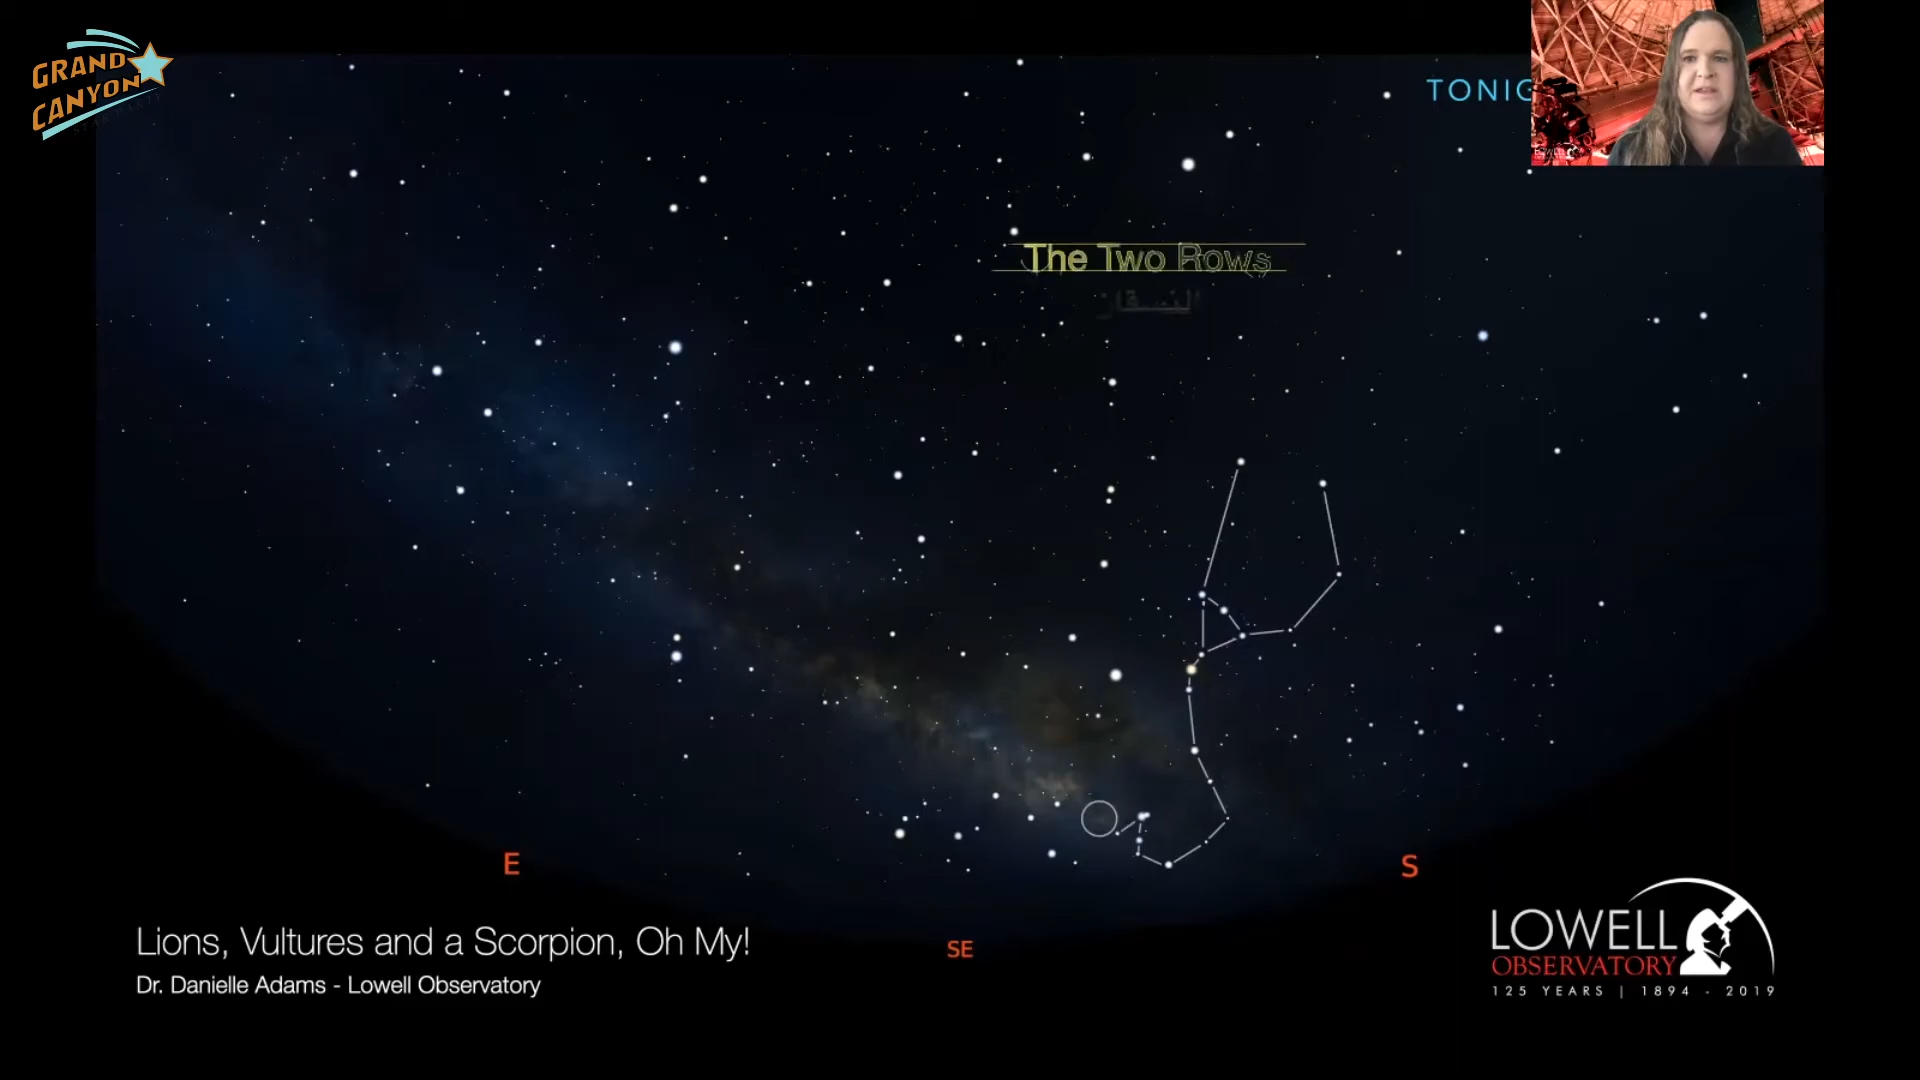 GRAND
CANYON
TONIG
The Two Rows
النسقان
E
S
SE
Lions, Vultures and a Scorpion, Oh My!
Dr. Danielle Adams - Lowell Observatory
LOWELL
OBSERVATORY
125 YEARS | 1894 - 2019